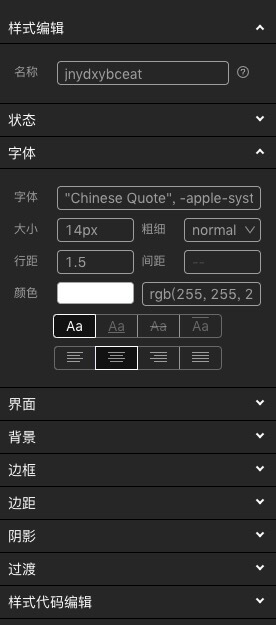 样式编辑
名称 jnydxybceat
状态
字体
字体 "Chinese Quote", -apple-syst
大小 14px 粗细 normal
行距 1.5 间距 --
颜色 rgb(255, 255, 2
Aa Aa Aa Aa
界面
背景
边框
边距
阴影
过渡
样式代码编辑